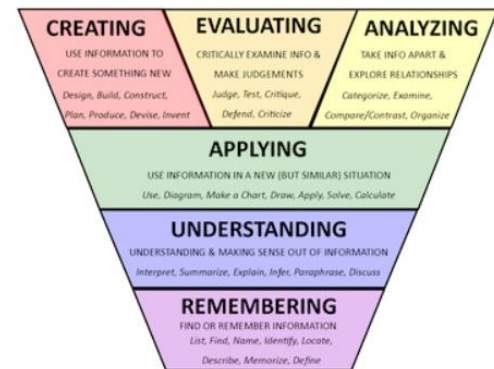 CREATING
USE INFORMATION TO
CREATE SOMETHING NEW
Design, Build, Construct,
Plan, Produce, Devise, Invent
EVALUATING
CRITICALLY EXAMINE INFO &
MAKE JUDGEMENTS
Judge, Test, Critique,
Defend, Criticize
ANALYZING
TAKE INFO APART &
EXPLORE RELATIONSHIPS
Categorize, Examine,
Compare/Contrast, Organize
APPLYING
USE INFORMATION IN A NEW (BUT SIMILAR) SITUATION
Use, Diagram, Make a Chart, Draw, Apply, Solve, Calculate
UNDERSTANDING
UNDERSTANDING & MAKING SENSE OUT OF INFORMATION
Interpret, Summarize, Explain, Infer, Paraphrase, Discuss
REMEMBERING
FIND OR REMEMBER INFORMATION
List, Find, Name, Identify, Locate,
Describe, Memorize, Define